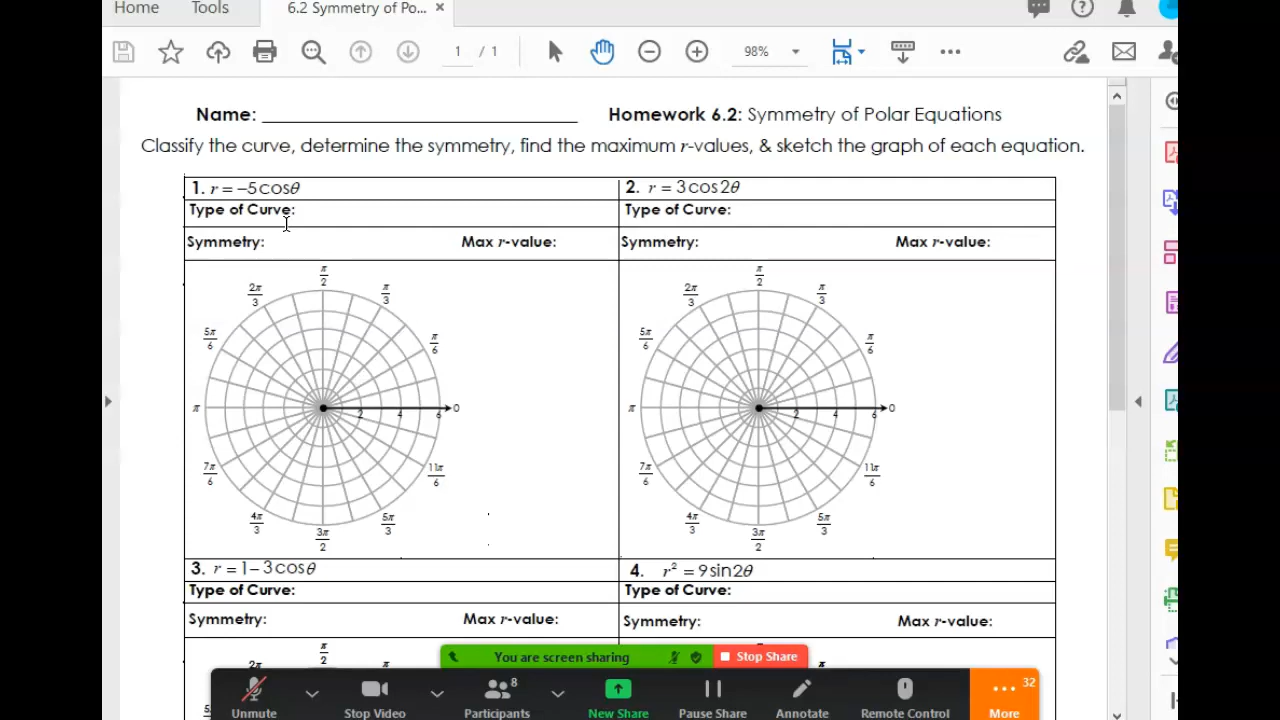 Home Tools 6.2 Symmetry of Po... ×
1 / 1 98%
Name: Homework 6.2: Symmetry of Polar Equations
Classify the curve, determine the symmetry, find the maximum r-values, & sketch the graph of each equation.
1. r = −5cosθ 2. r = 3cos2θ
Type of Curve: Type of Curve:
Symmetry: Max r-value: Symmetry: Max r-value:
π/2 π/2
2π/3 π/3 2π/3 π/3
5π/6 π/6 5π/6 π/6
π 2 4 6 0 π 2 4 6 0
7π/6 11π/6 7π/6 11π/6
4π/3 5π/3 4π/3 5π/3
3π/2 3π/2
3. r = 1−3cosθ 4. r² = 9sin2θ
Type of Curve: Type of Curve:
Symmetry: Max r-value: Symmetry: Max r-value:
π/2
You are screen sharing Stop Share
8 32
Unmute Stop Video Participants New Share Pause Share Annotate Remote Control More